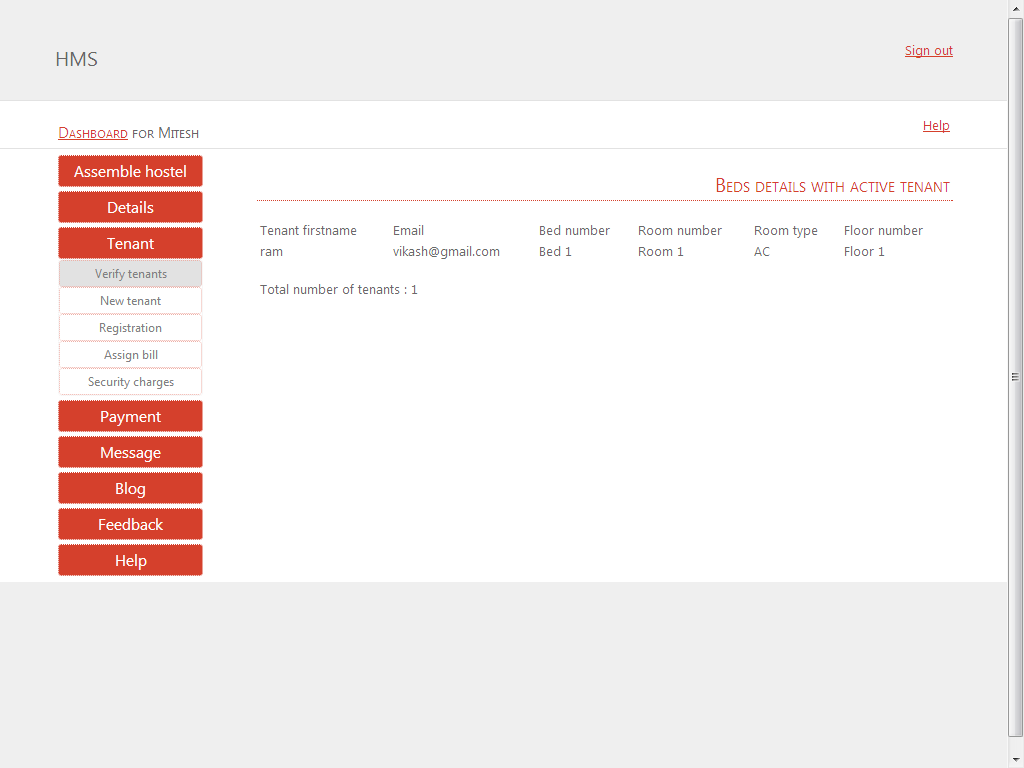 HMS
Sign out
Dashboard for Mitesh
Help
Assemble hostel
Details
Tenant
Verify tenants
New tenant
Registration
Assign bill
Security charges
Payment
Message
Blog
Feedback
Help
Beds details with active tenant
Tenant firstname Email Bed number Room number Room type Floor number
ram vikash@gmail.com Bed 1 Room 1 AC Floor 1
Total number of tenants : 1